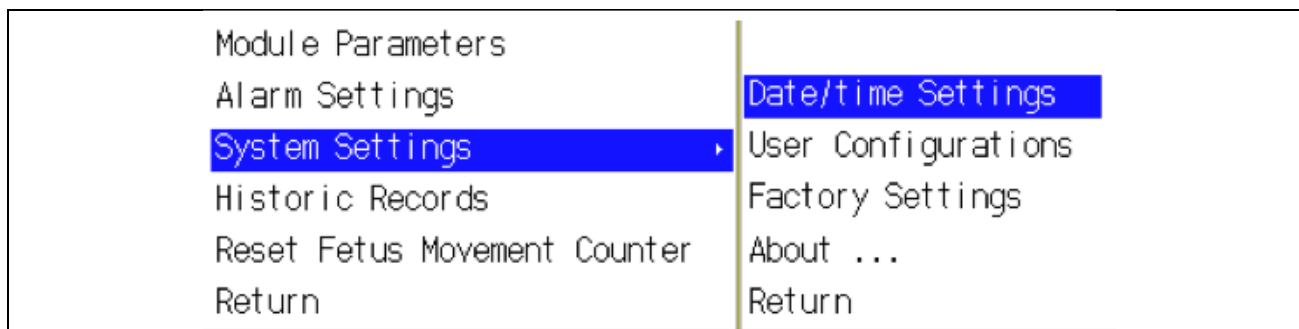 Module Parameters
Alarm Settings
System Settings
Historic Records
Reset Fetus Movement Counter
Return
Date/time Settings
User Configurations
Factory Settings
About ...
Return